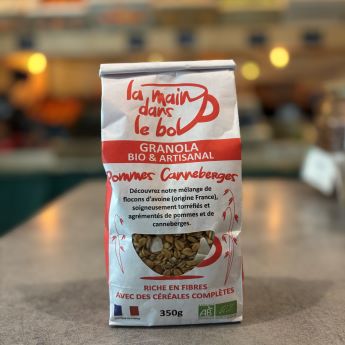 la main
dans
le bol
GRANOLA
BIO & ARTISANAL
Pommes Canneberges
Découvrez notre mélange de
flocons d'avoine (origine France),
soigneusement torréfiés et
agrémentés de pommes et de
canneberges.
RICHE EN FIBRES
AVEC DES CÉRÉALES COMPLÈTES
350g
AB